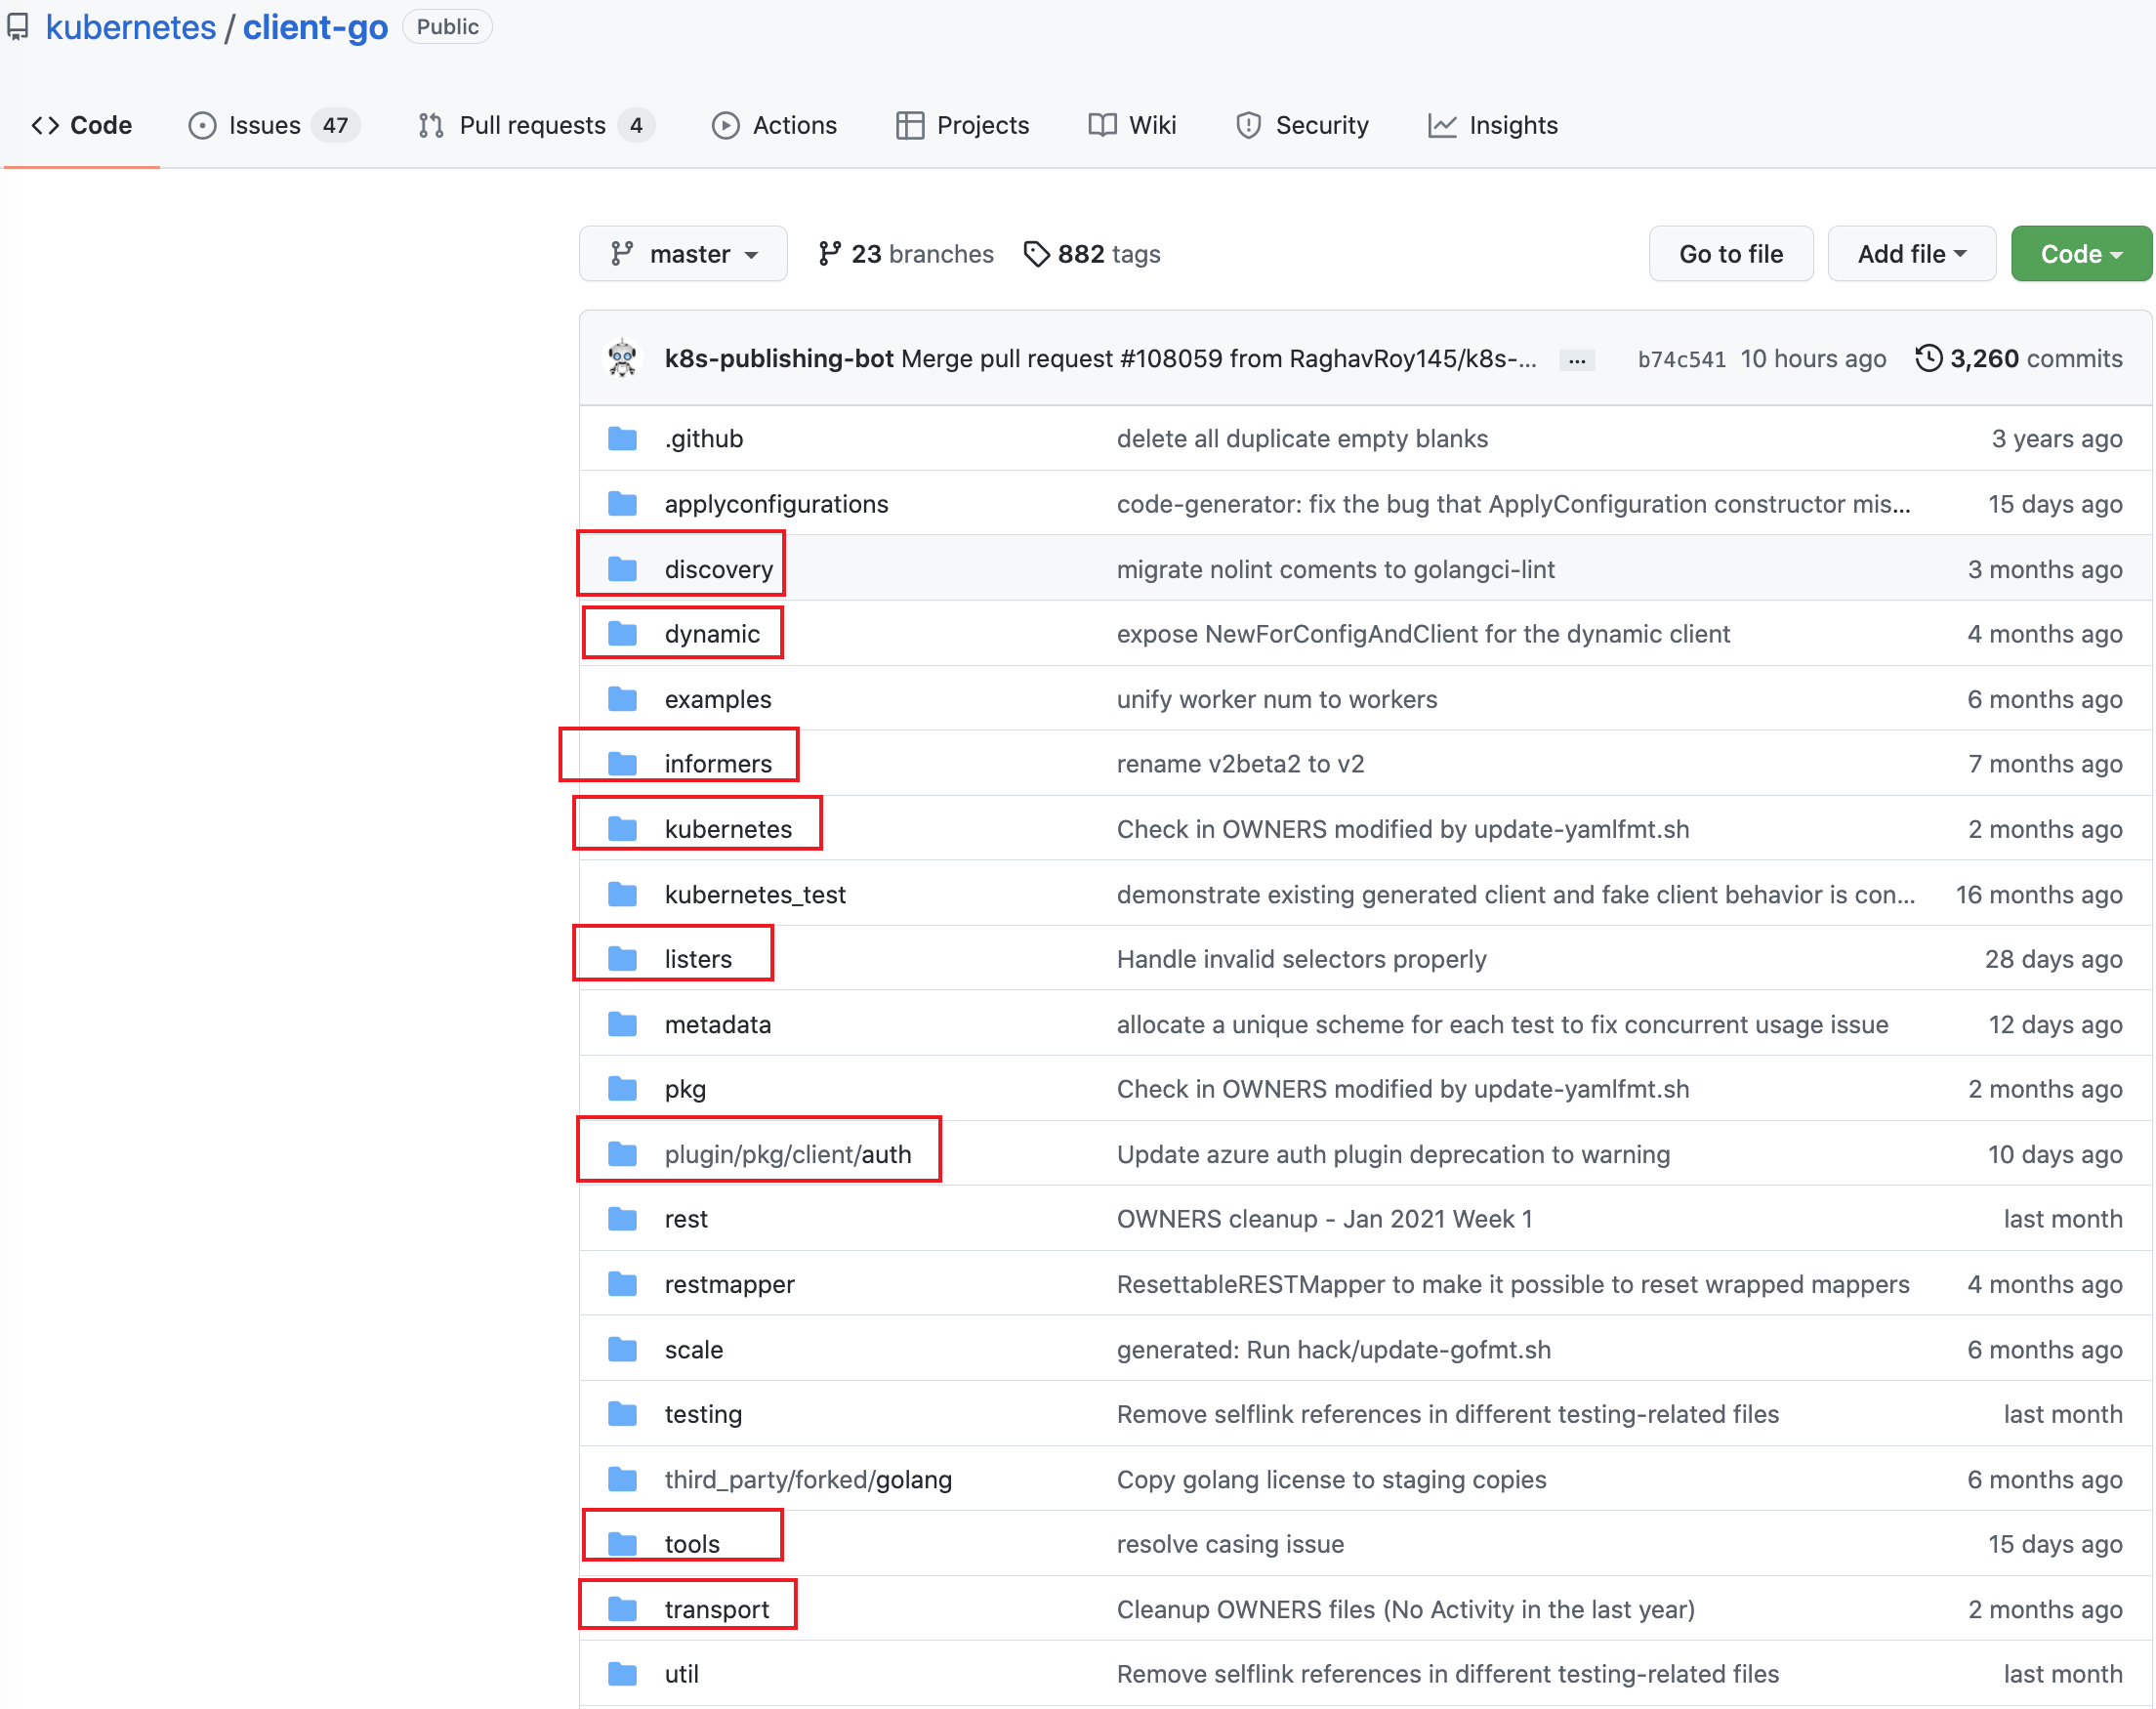 kubernetes / client-go Public
Code Issues 47 Pull requests 4 Actions Projects Wiki Security Insights
master 23 branches 882 tags Go to file Add file Code
k8s-publishing-bot Merge pull request #108059 from RaghavRoy145/k8s-... ... b74c541 10 hours ago 3,260 commits
.github delete all duplicate empty blanks 3 years ago
applyconfigurations code-generator: fix the bug that ApplyConfiguration constructor mis... 15 days ago
discovery migrate nolint coments to golangci-lint 3 months ago
dynamic expose NewForConfigAndClient for the dynamic client 4 months ago
examples unify worker num to workers 6 months ago
informers rename v2beta2 to v2 7 months ago
kubernetes Check in OWNERS modified by update-yamlfmt.sh 2 months ago
kubernetes_test demonstrate existing generated client and fake client behavior is con... 16 months ago
listers Handle invalid selectors properly 28 days ago
metadata allocate a unique scheme for each test to fix concurrent usage issue 12 days ago
pkg Check in OWNERS modified by update-yamlfmt.sh 2 months ago
plugin/pkg/client/auth Update azure auth plugin deprecation to warning 10 days ago
rest OWNERS cleanup - Jan 2021 Week 1 last month
restmapper ResettableRESTMapper to make it possible to reset wrapped mappers 4 months ago
scale generated: Run hack/update-gofmt.sh 6 months ago
testing Remove selflink references in different testing-related files last month
third_party/forked/golang Copy golang license to staging copies 6 months ago
tools resolve casing issue 15 days ago
transport Cleanup OWNERS files (No Activity in the last year) 2 months ago
util Remove selflink references in different testing-related files last month